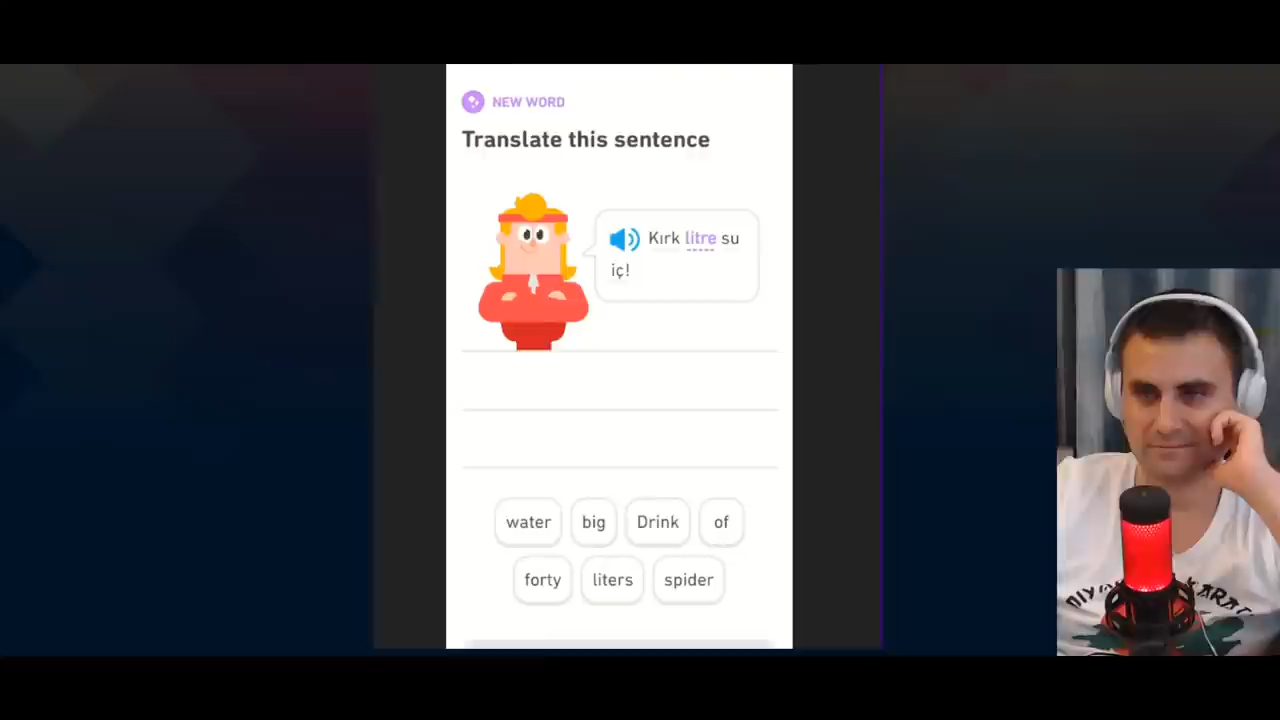 NEW WORD
Translate this sentence
Kırk litre su
iç!
water big Drink of
forty liters spider